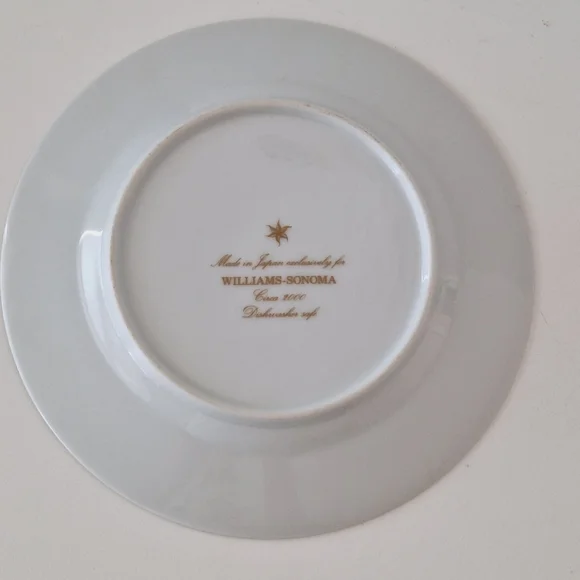 Made in Japan exclusively for
WILLIAMS-SONOMA
Circa 2000
Dishwasher safe